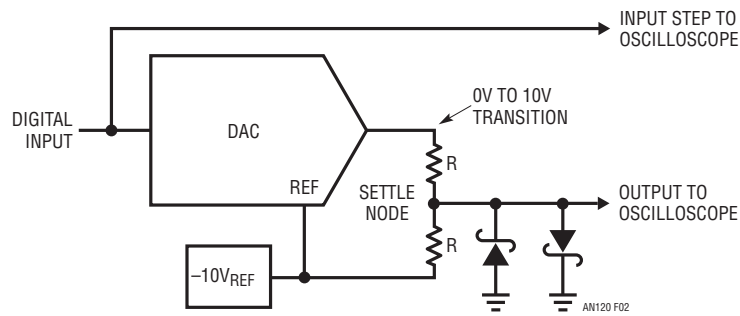 INPUT STEP TO
OSCILLOSCOPE
0V TO 10V
TRANSITION
DIGITAL
INPUT
DAC
R
REF
SETTLE
NODE
OUTPUT TO
OSCILLOSCOPE
R
–10VREF
AN120 F02